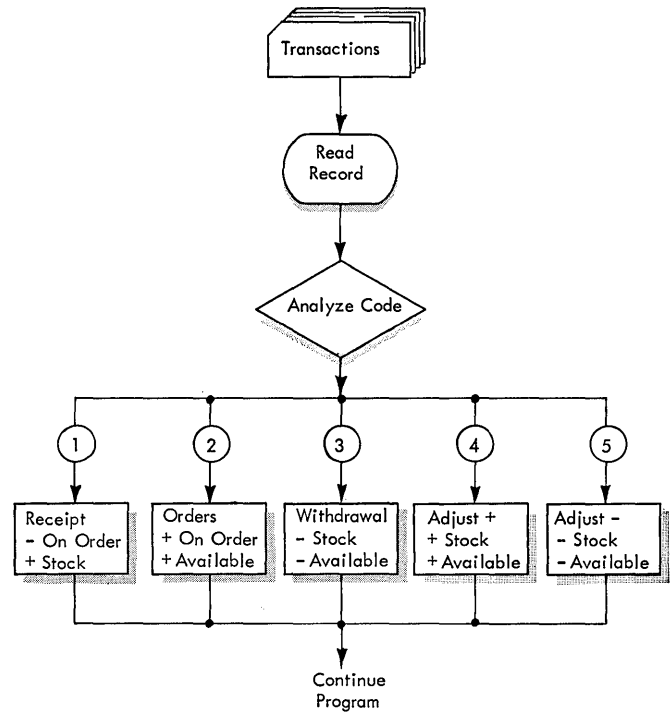 Transactions
Read
Record
Analyze Code
1
2
3
4
5
Receipt
- On Order
+ Stock
Orders
+ On Order
+ Available
Withdrawal
- Stock
- Available
Adjust +
+ Stock
+ Available
Adjust -
- Stock
- Available
Continue
Program